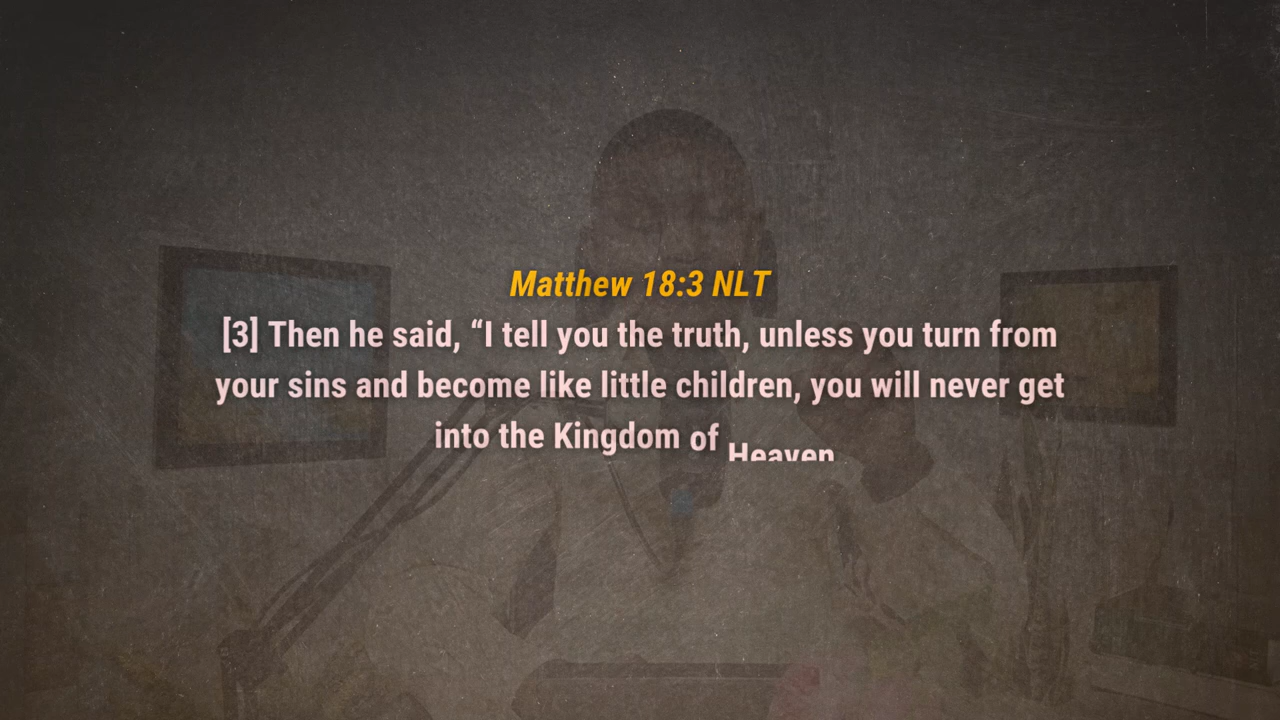 Matthew 18:3 NLT
[3] Then he said, “I tell you the truth, unless you turn from
your sins and become like little children, you will never get
into the Kingdom of Heaven